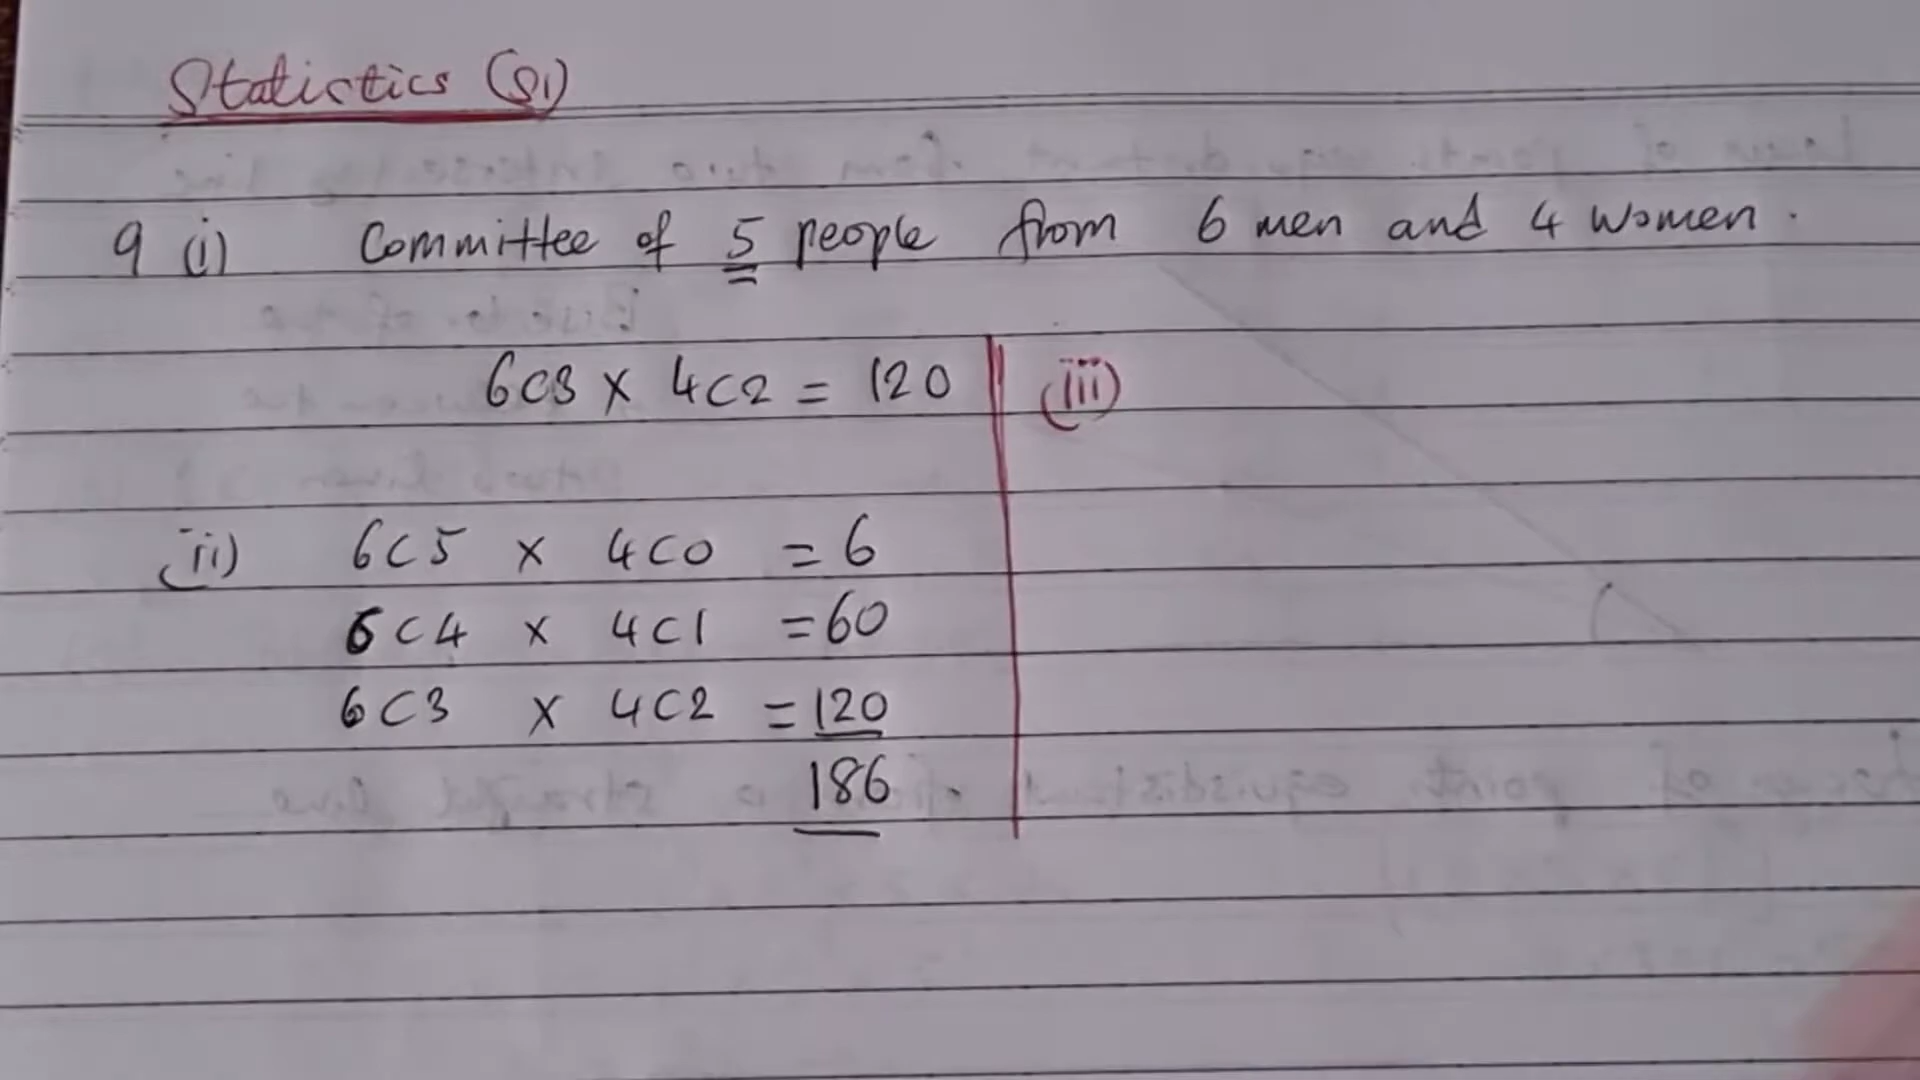 Statistics (S1)
9 (i) Committee of 5 people from 6 men and 4 women.
6C3 × 4C2 = 120
(iii)
ii) 6C5 × 4C0 = 6
6C4 × 4C1 = 60
6C3 × 4C2 = 120
186.